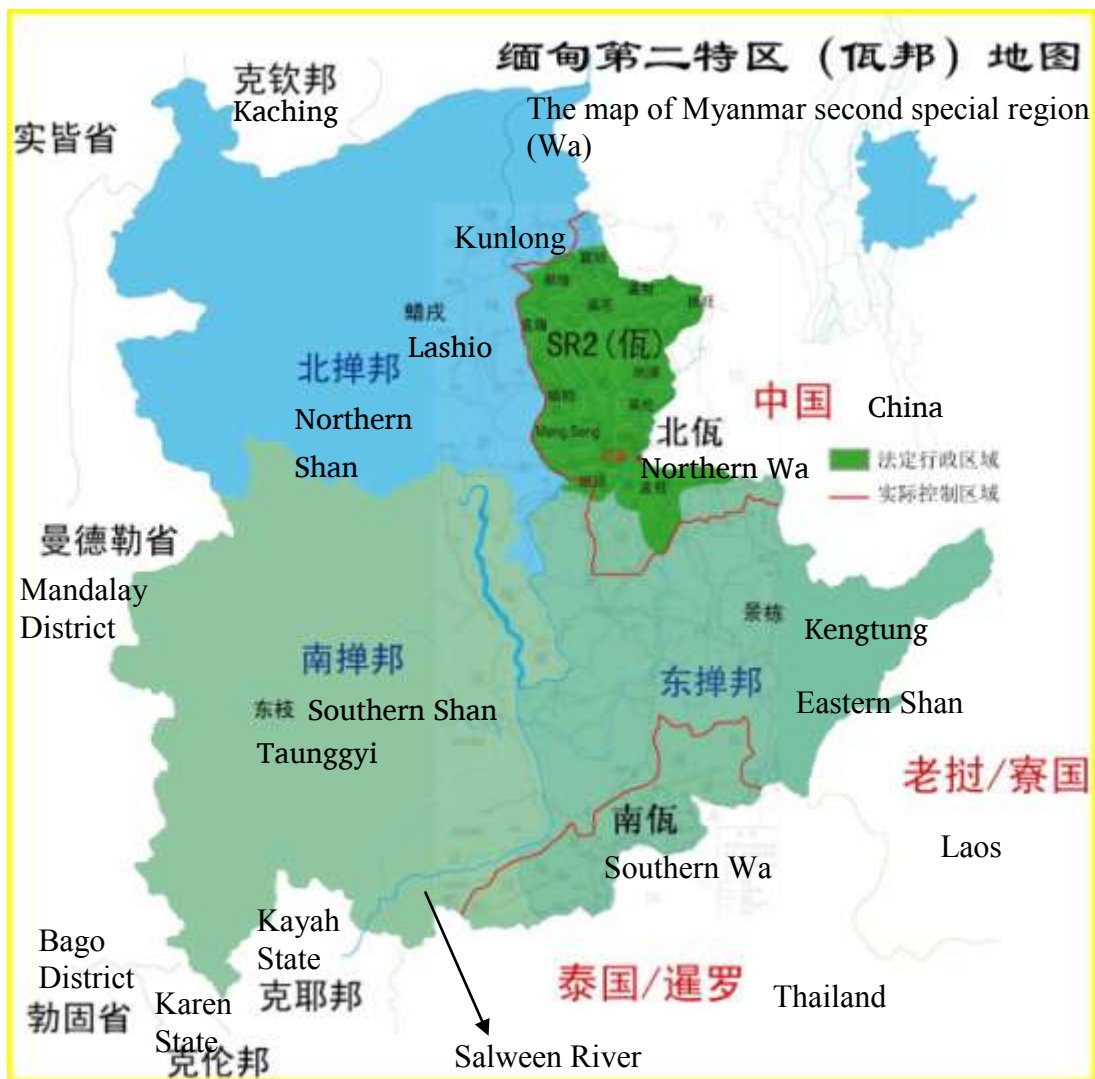 缅甸第二特区（佤邦）地图
The map of Myanmar second special region
(Wa)
克钦邦
Kaching
实皆省
Kunlong
腊戌
Lashio
北掸邦
Northern
Shan
SR2(佤)
Mong Song
北佤
Northern Wa
中国
China
法定行政区域
实际控制区域
曼德勒省
Mandalay
District
景栋
Kengtung
南掸邦
东掸邦
Eastern Shan
东枝
Southern Shan
Taunggyi
老挝/寮国
Laos
南佤
Southern Wa
Kayah
State
克耶邦
Bago
District
勃固省
Karen
State
克伦邦
泰国/暹罗
Thailand
Salween River